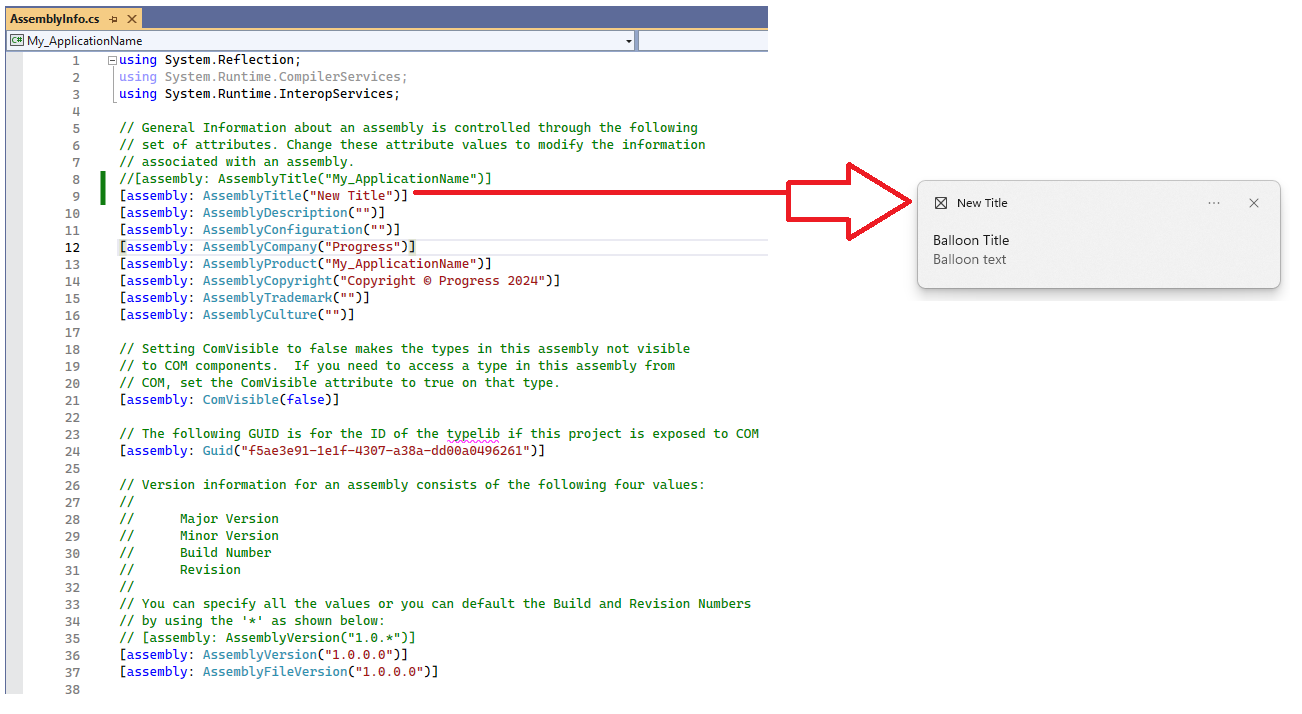 AssemblyInfo.cs
C# My_ApplicationName
1 using System.Reflection;
2 using System.Runtime.CompilerServices;
3 using System.Runtime.InteropServices;
4
5 // General Information about an assembly is controlled through the following
6 // set of attributes. Change these attribute values to modify the information
7 // associated with an assembly.
8 //[assembly: AssemblyTitle("My_ApplicationName")]
9 [assembly: AssemblyTitle("New Title")]
10 [assembly: AssemblyDescription("")]
11 [assembly: AssemblyConfiguration("")]
12 [assembly: AssemblyCompany("Progress")]
13 [assembly: AssemblyProduct("My_ApplicationName")]
14 [assembly: AssemblyCopyright("Copyright © Progress 2024")]
15 [assembly: AssemblyTrademark("")]
16 [assembly: AssemblyCulture("")]
17
18 // Setting ComVisible to false makes the types in this assembly not visible
19 // to COM components.  If you need to access a type in this assembly from
20 // COM, set the ComVisible attribute to true on that type.
21 [assembly: ComVisible(false)]
22
23 // The following GUID is for the ID of the typelib if this project is exposed to COM
24 [assembly: Guid("f5ae3e91-1e1f-4307-a38a-dd00a0496261")]
25
26 // Version information for an assembly consists of the following four values:
27 //
28 //      Major Version
29 //      Minor Version
30 //      Build Number
31 //      Revision
32 //
33 // You can specify all the values or you can default the Build and Revision Numbers
34 // by using the '*' as shown below:
35 // [assembly: AssemblyVersion("1.0.*")]
36 [assembly: AssemblyVersion("1.0.0.0")]
37 [assembly: AssemblyFileVersion("1.0.0.0")]
38
New Title
Balloon Title
Balloon text